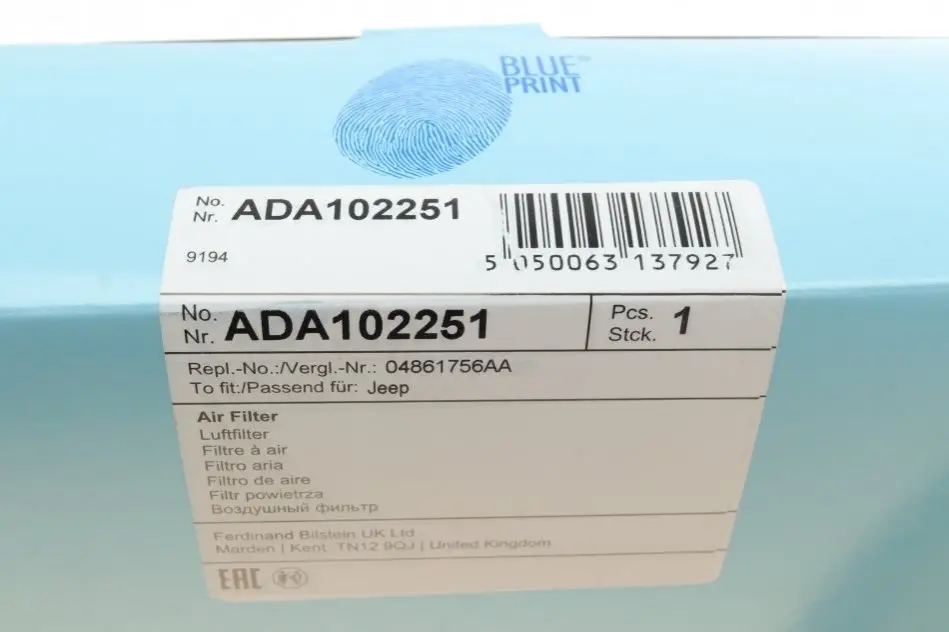 BLUE
PRINT
No.
Nr. ADA102251
9194
5 050063 137927
No.
Nr. ADA102251
Pcs.
Stck. 1
Repl.-No.:/Vergl.-Nr.: 04861756AA
To fit:/Passend für: Jeep
Air Filter
Luftfilter
Filtre à air
Filtro aria
Filtro de aire
Filtr powietrza
Воздушный фильтр
Ferdinand Bilstein UK Ltd
Marden | Kent TN12 9QJ | United Kingdom
EAC